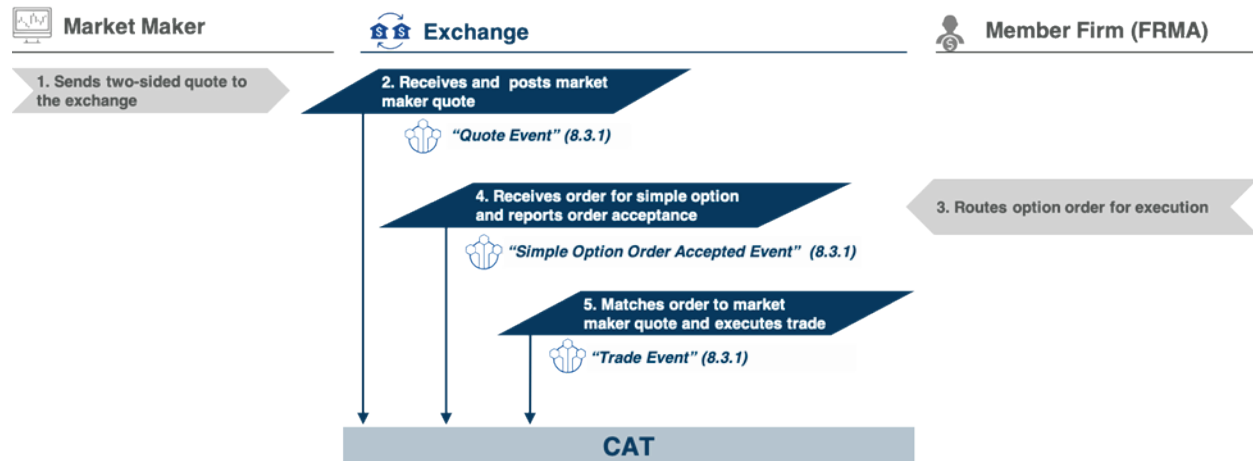 Market Maker
Exchange
Member Firm (FRMA)
1. Sends two-sided quote to
the exchange
2. Receives and posts market
maker quote
“Quote Event” (8.3.1)
4. Receives order for simple option
and reports order acceptance
3. Routes option order for execution
“Simple Option Order Accepted Event” (8.3.1)
5. Matches order to market
maker quote and executes trade
“Trade Event” (8.3.1)
CAT